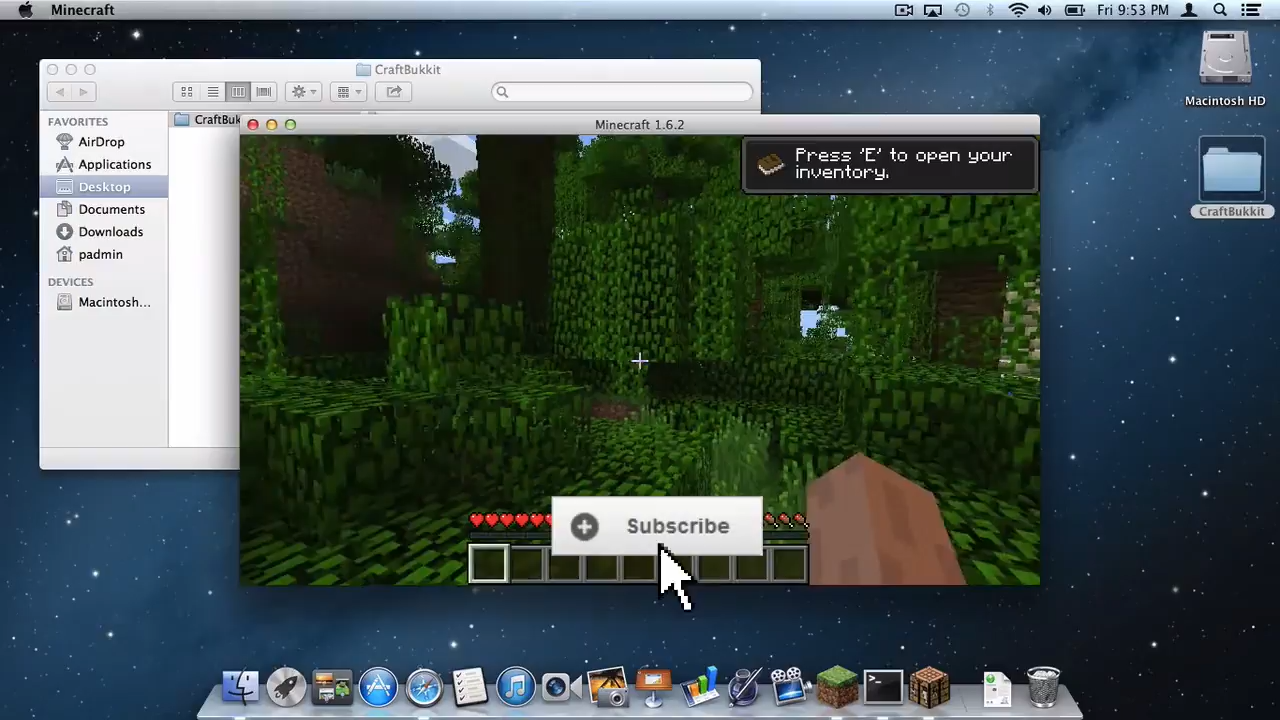 Minecraft
Fri 9:53 PM
CraftBukkit
FAVORITES
AirDrop
Applications
Desktop
Documents
Downloads
padmin
DEVICES
Macintosh...
CraftBuk
Minecraft 1.6.2
Press 'E' to open your
inventory.
Subscribe
Macintosh HD
CraftBukkit